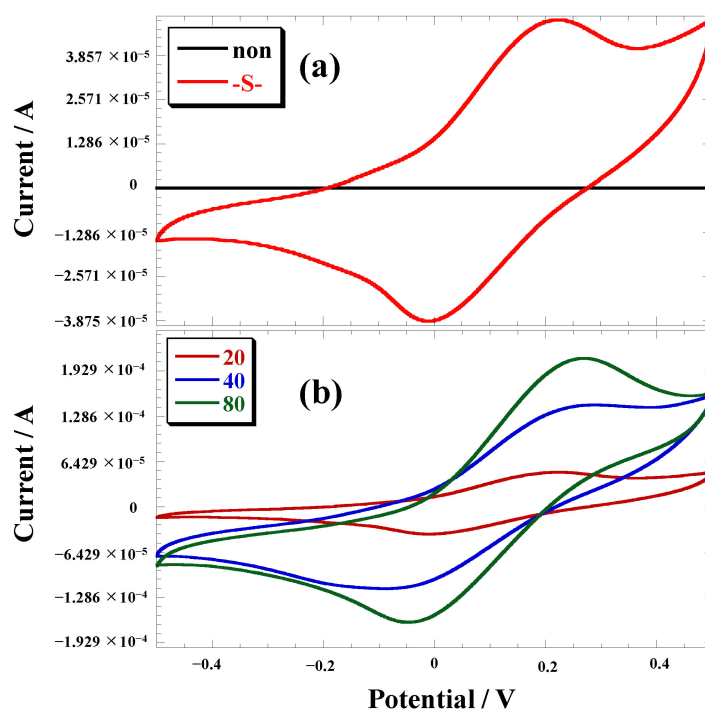 non
-S-
(a)
Current / A
3.857 ×10⁻⁵
2.571 ×10⁻⁵
1.286 ×10⁻⁵
0
−1.286 ×10⁻⁵
−2.571 ×10⁻⁵
−3.875 ×10⁻⁵
20
40
80
(b)
Current / A
1.929 ×10⁻⁴
1.286 ×10⁻⁴
6.429 ×10⁻⁵
0
−6.429 ×10⁻⁵
−1.286 ×10⁻⁴
−1.929 ×10⁻⁴
−0.4 −0.2 0 0.2 0.4
Potential / V